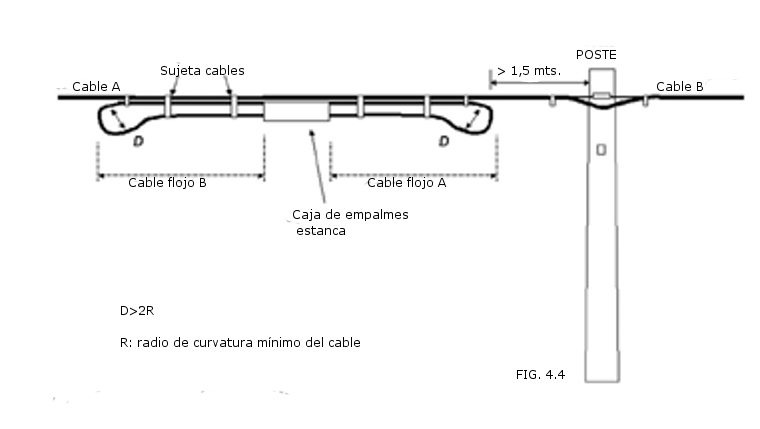 POSTE
Sujeta cables
> 1,5 mts.
Cable A
Cable B
D
D
Cable flojo B
Cable flojo A
Caja de empalmes
estanca
D>2R
R: radio de curvatura mínimo del cable
FIG. 4.4